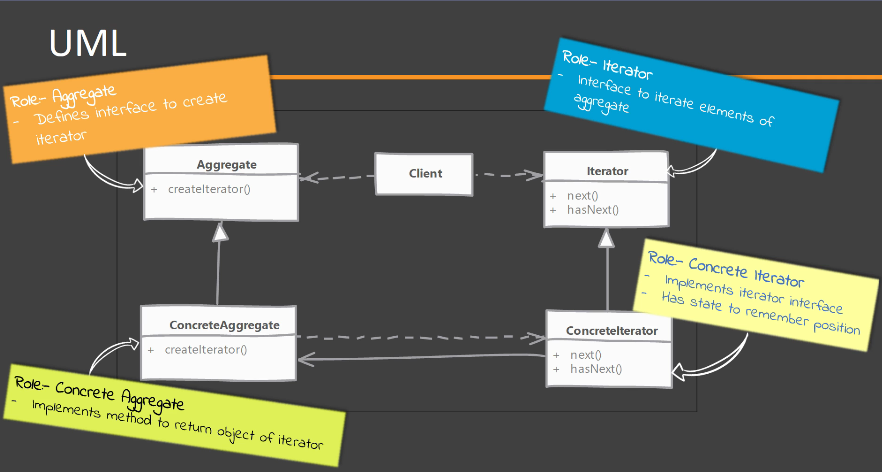 UML
Role:- Aggregate
- Defines interface to create
iterator
Role:- Iterator
- Interface to iterate elements of
aggregate
Aggregate
+ createIterator()
Client
Iterator
+ next()
+ hasNext()
Role:- Concrete Iterator
- Implements iterator interface
- Has state to remember position
ConcreteAggregate
+ createIterator()
ConcreteIterator
+ next()
+ hasNext()
Role:- Concrete Aggregate
- Implements method to return object of iterator